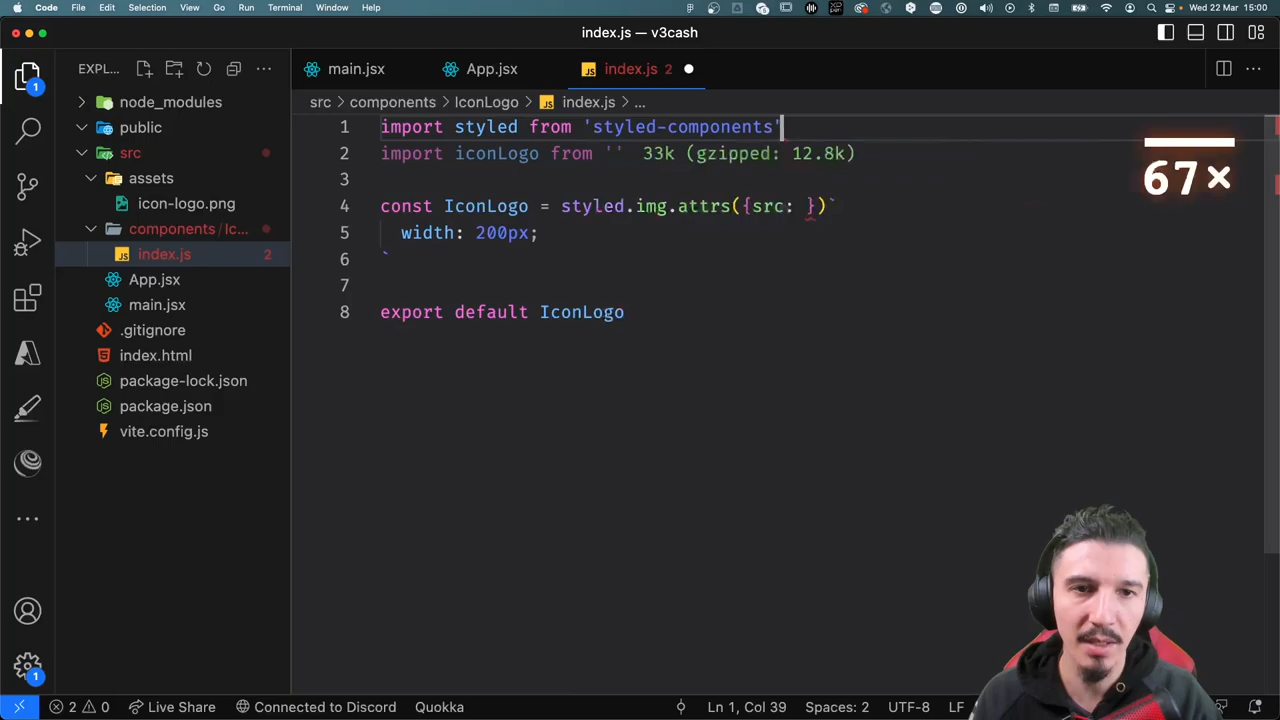 Code File Edit Selection View Go Run Terminal Window Help Wed 22 Mar 15:00
index.js — v3cash
EXPL... main.jsx App.jsx index.js 2
src > components > IconLogo > index.js > ...
1
node_modules
public
src
assets
icon-logo.png
components / Ic...
index.js 2
App.jsx
main.jsx
.gitignore
index.html
package-lock.json
package.json
vite.config.js
1 import styled from 'styled-components'
2 import iconLogo from '' 33k (gzipped: 12.8k)
3
4 const IconLogo = styled.img.attrs({src: })`
5 width: 200px;
6 `
7
8 export default IconLogo
67×
1
2 0 Live Share Connected to Discord Quokka Ln 1, Col 39 Spaces: 2 UTF-8 LF